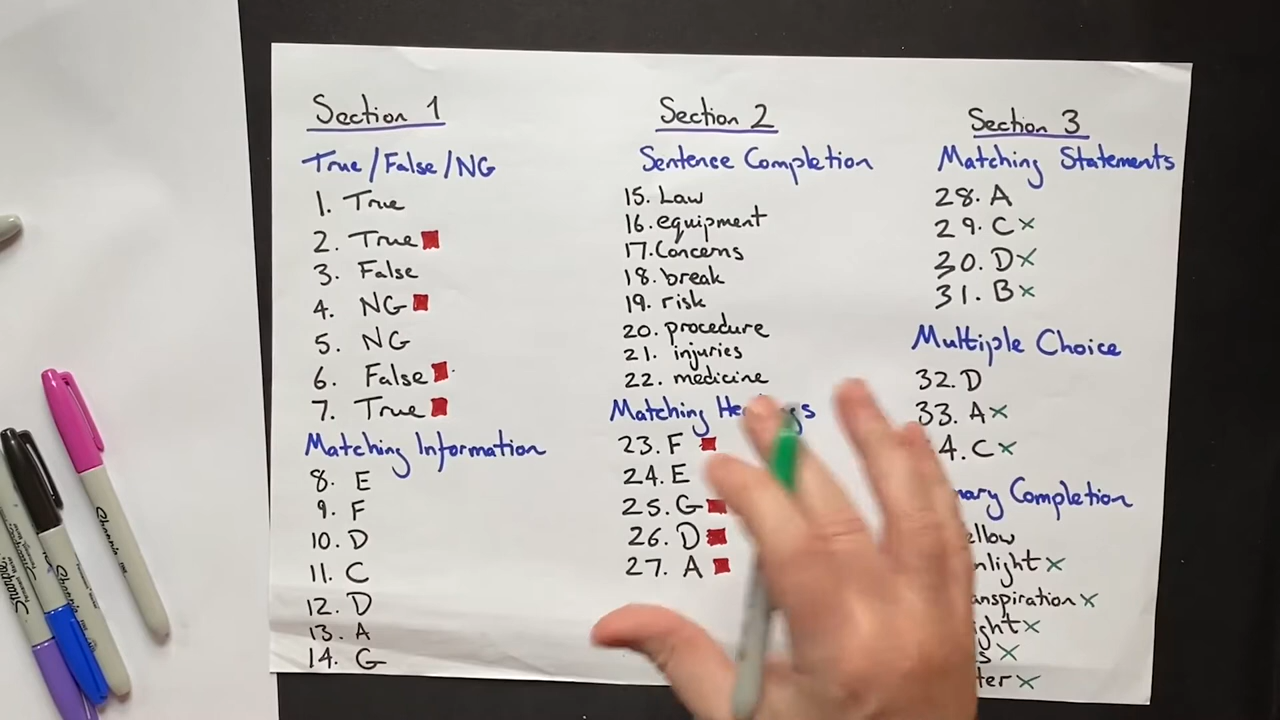 Section 1
True/False/NG
1. True
2. True
3. False
4. NG
5. NG
6. False
7. True
Matching Information
8. E
9. F
10. D
11. C
12. D
13. A
14. G
Section 2
Sentence Completion
15. Law
16. equipment
17. Concerns
18. break
19. risk
20. procedure
21. injuries
22. medicine
Matching
23. F
24. E
25. G
26. D
27. A
Section 3
Matching Statements
28. A
29. C x
30. D x
31. B x
Multiple Choice
32. D
33. A x
4. C x
Completion
x
x
x
x
x
Sharpie